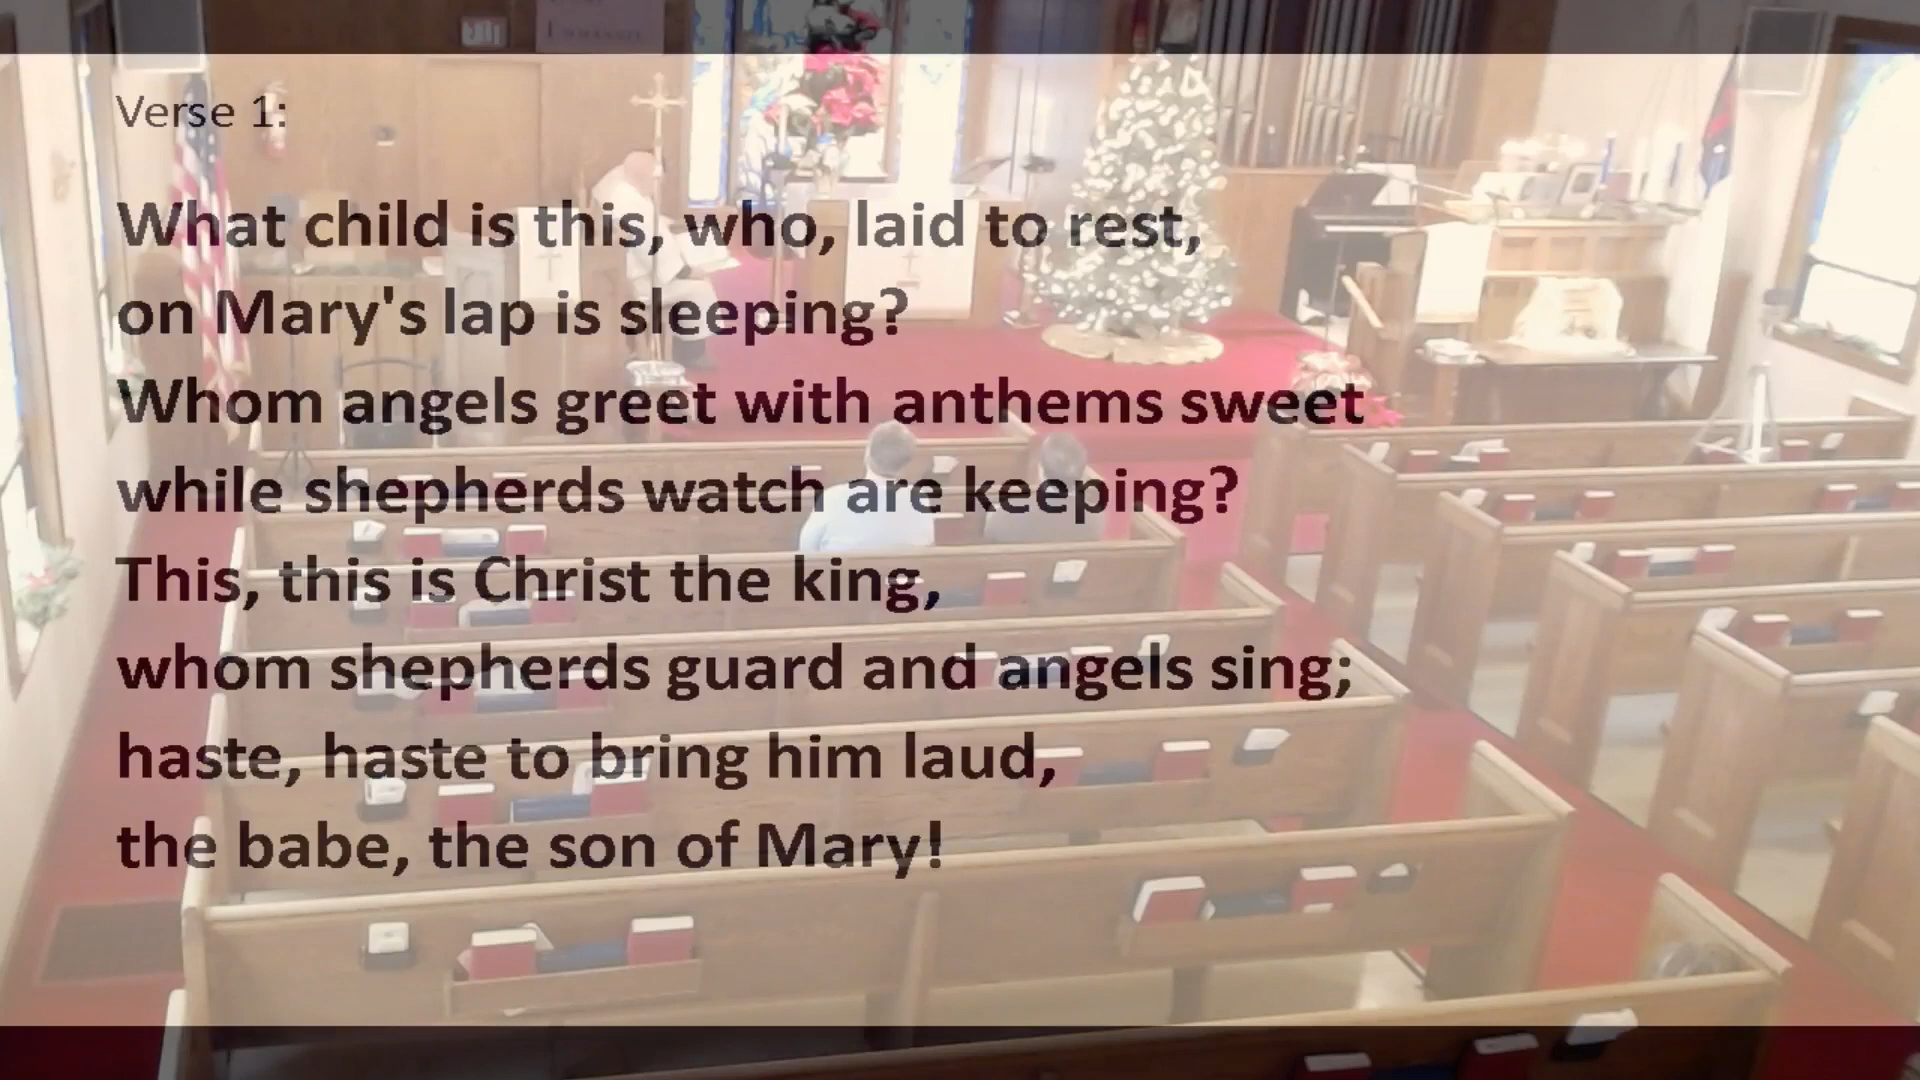 Immanuel
Verse 1:
What child is this, who, laid to rest,
on Mary's lap is sleeping?
Whom angels greet with anthems sweet
while shepherds watch are keeping?
This, this is Christ the king,
whom shepherds guard and angels sing;
haste, haste to bring him laud,
the babe, the son of Mary!